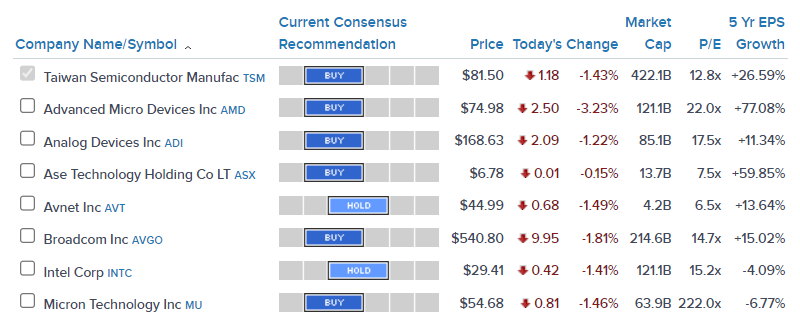 Current Consensus Market 5 Yr EPS
Company Name/Symbol Recommendation Price Today's Change Cap P/E Growth
Taiwan Semiconductor Manufac TSM BUY $81.50 1.18 -1.43% 422.1B 12.8x +26.59%
Advanced Micro Devices Inc AMD BUY $74.98 2.50 -3.23% 121.1B 22.0x +77.08%
Analog Devices Inc ADI BUY $168.63 2.09 -1.22% 85.1B 17.5x +11.34%
Ase Technology Holding Co LT ASX BUY $6.78 0.01 -0.15% 13.7B 7.5x +59.85%
Avnet Inc AVT HOLD $44.99 0.68 -1.49% 4.2B 6.5x +13.64%
Broadcom Inc AVGO BUY $540.80 9.95 -1.81% 214.6B 14.7x +15.02%
Intel Corp INTC HOLD $29.41 0.42 -1.41% 121.1B 15.2x -4.09%
Micron Technology Inc MU BUY $54.68 0.81 -1.46% 63.9B 222.0x -6.77%